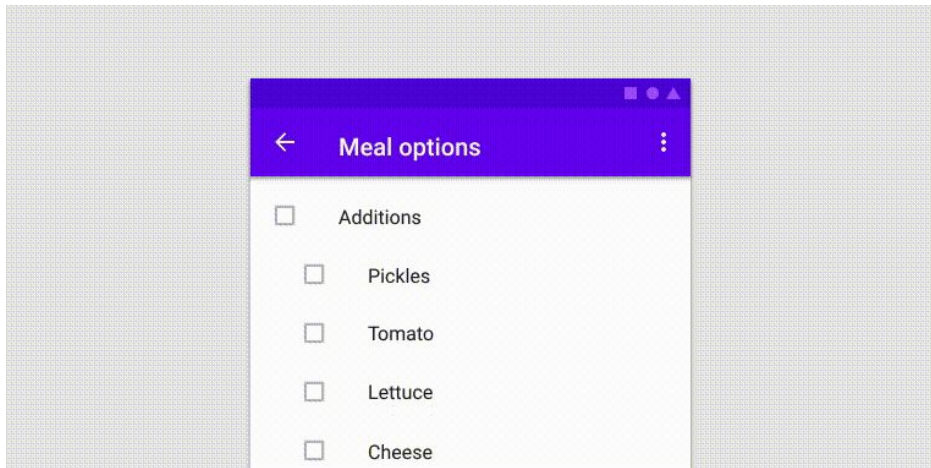 Meal options
Additions
Pickles
Tomato
Lettuce
Cheese